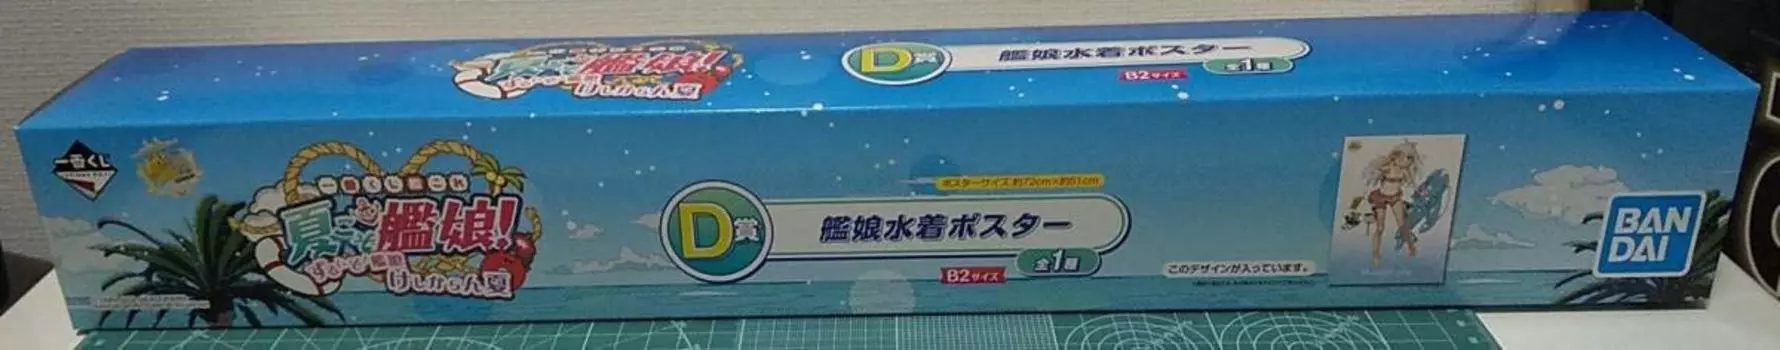 D賞
艦娘水着ポスター
B2サイズ
全1種
一番くじ
一番くじ 艦これ
夏こそ艦娘!
けしからん夏
ポスターサイズ 約72cm×約51cm
D賞
艦娘水着ポスター
B2サイズ
全1種
このデザインが入っています。
BAN
DAI